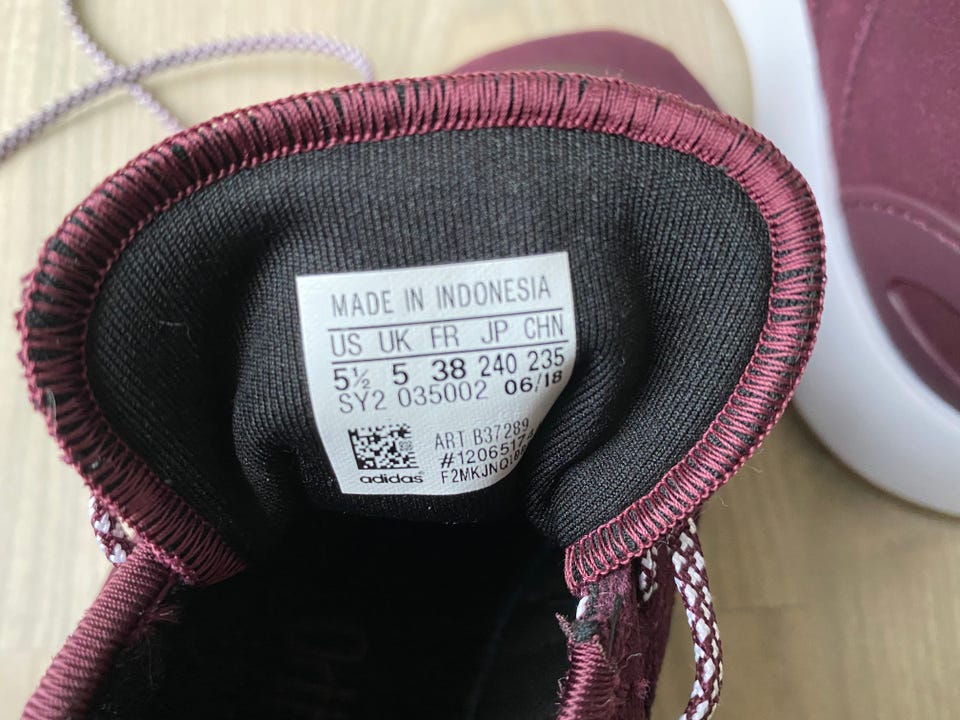 MADE IN INDONESIA
US UK FR JP CHN
5½ 5 38 240 235
SY2 035002 06/18
ART B37289
adidas